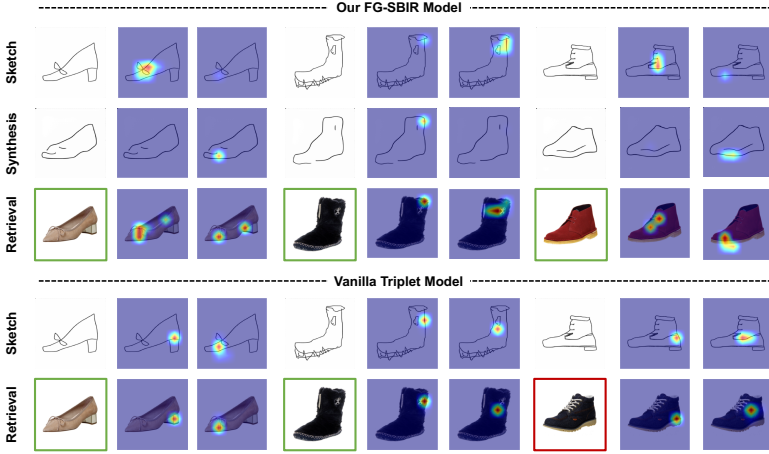 Our FG-SBIR Model
Sketch
Synthesis
Retrieval
Vanilla Triplet Model
Sketch
Retrieval